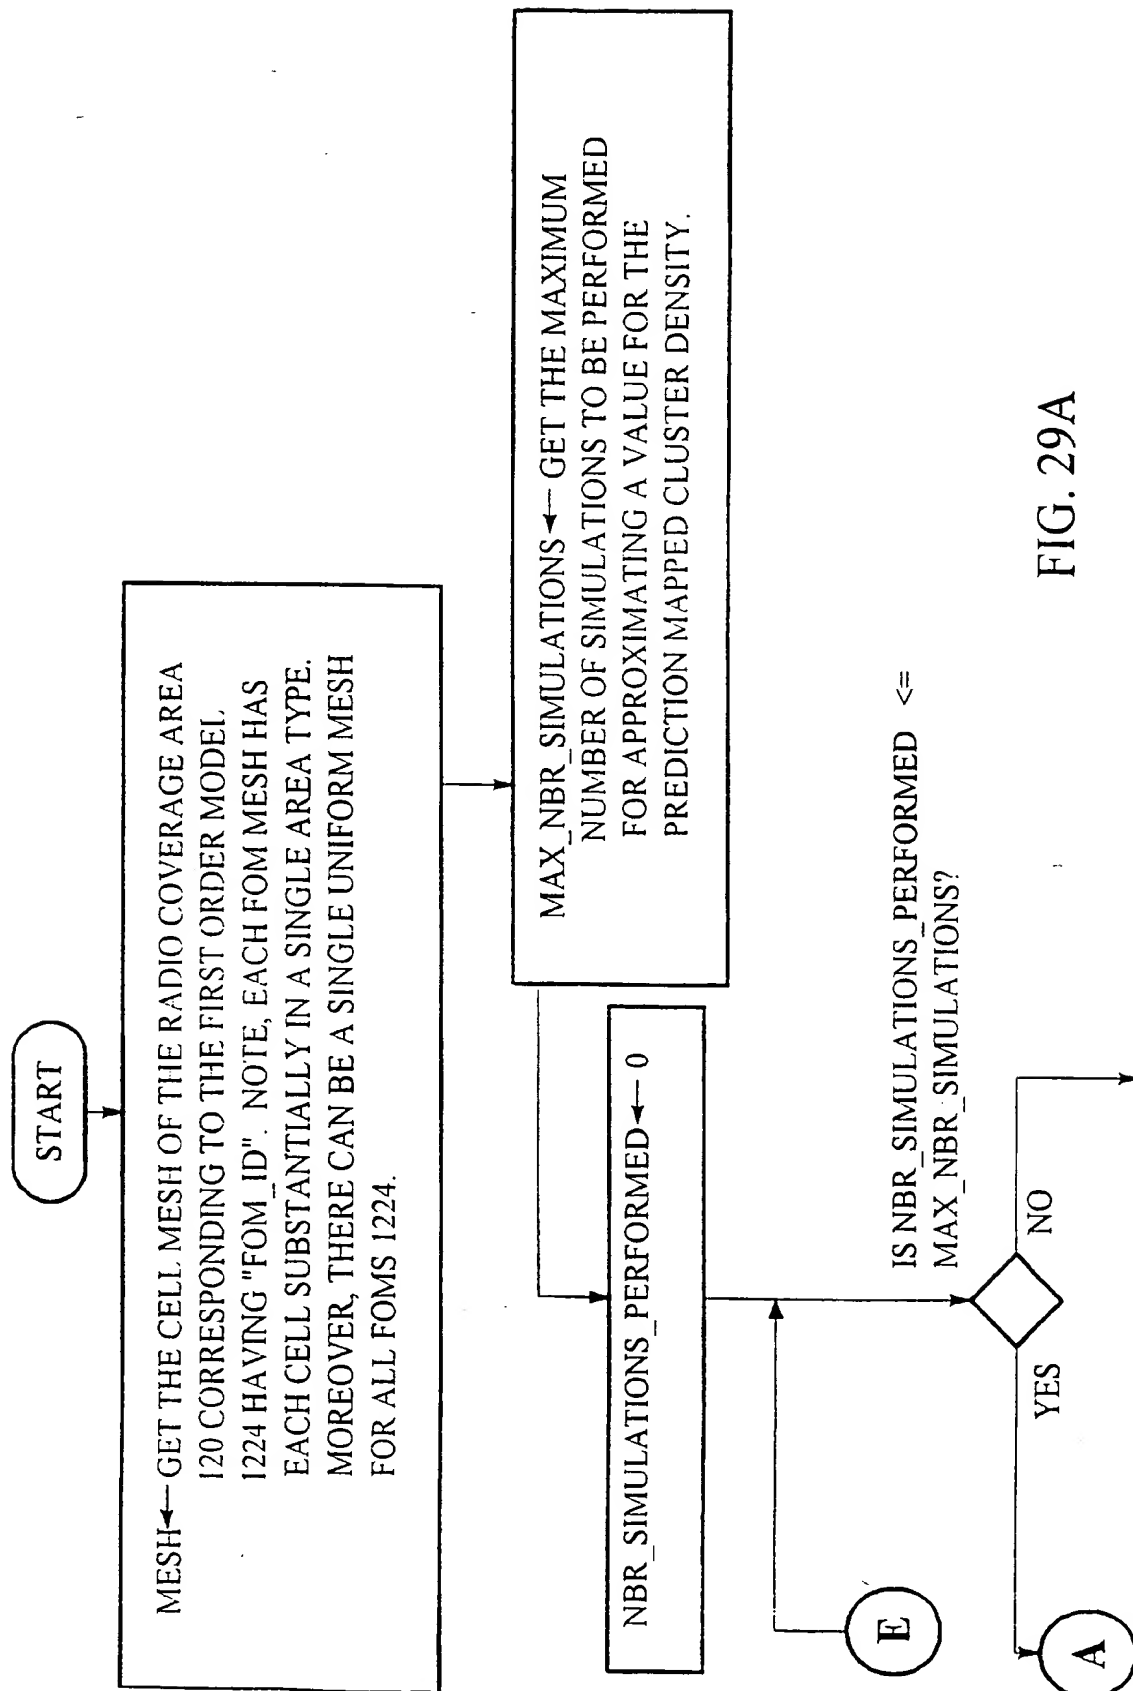 START
MESH← GET THE CELL MESH OF THE RADIO COVERAGE AREA
120 CORRESPONDING TO THE FIRST ORDER MODEL
1224 HAVING "FOM_ID". NOTE, EACH FOM MESH HAS
EACH CELL SUBSTANTIALLY IN A SINGLE AREA TYPE.
MOREOVER, THERE CAN BE A SINGLE UNIFORM MESH
FOR ALL FOMS 1224.
MAX_NBR_SIMULATIONS← GET THE MAXIMUM
NUMBER OF SIMULATIONS TO BE PERFORMED
FOR APPROXIMATING A VALUE FOR THE
PREDICTION MAPPED CLUSTER DENSITY.
NBR_SIMULATIONS_PERFORMED← 0
E
IS NBR_SIMULATIONS_PERFORMED <=
MAX_NBR_SIMULATIONS?
YES
NO
A
FIG. 29A